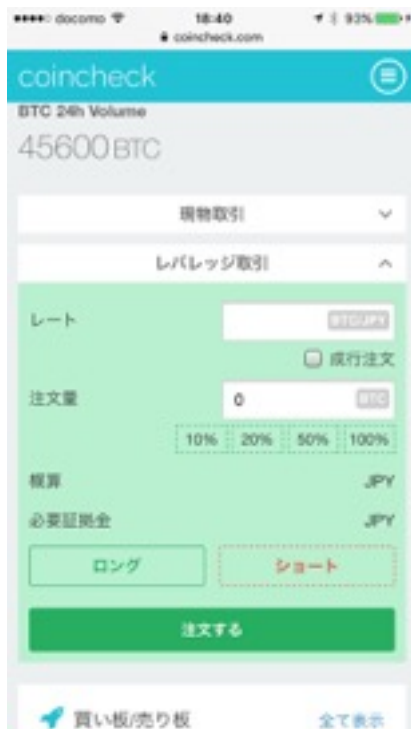 docomo 18:40 93%
coincheck.com
coincheck
BTC 24h Volume
45600 BTC
現物取引
レバレッジ取引
レート BTC/JPY
成行注文
注文量 0 BTC
10% 20% 50% 100%
概算 JPY
必要証拠金 JPY
ロング ショート
注文する
買い板/売り板 全て表示